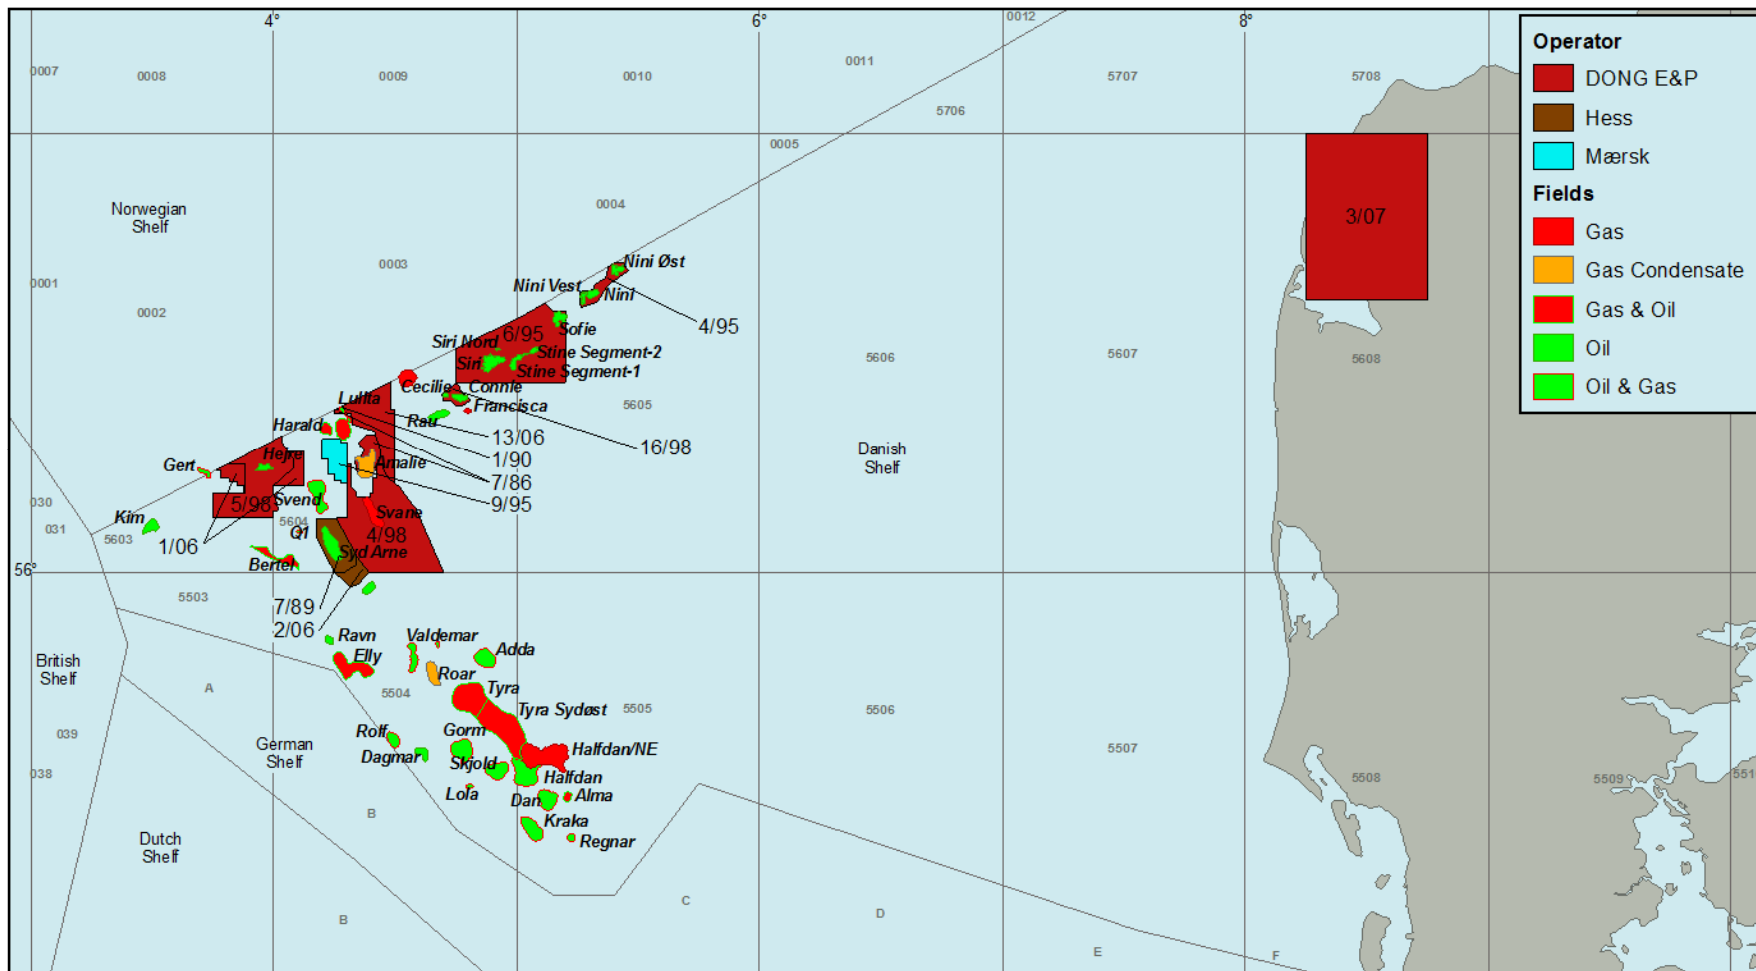 4°
6°
8°
0012
0007
0008
0009
0010
0011
5706
5707
5708
0005
0004
0003
0001
0002
Norwegian
Shelf
Operator
DONG E&P
Hess
Mærsk
Fields
Gas
Gas Condensate
Gas & Oil
Oil
Oil & Gas
3/07
Nini Øst
Nini Vest
Nini
4/95
6/95
Sofie
Siri Nord
Siri
Stine Segment-2
Stine Segment-1
Cecilie
Connie
Francisca
Lulita
Rau
Harald
13/06
16/98
1/90
7/86
9/95
5605
5606
5607
5608
Danish
Shelf
Gert
Hejre
Amalie
5/98
Svend
Svane
5604
4/98
Kim
030
031
5603
1/06
Q1
Syd Arne
Bertel
56°
5503
7/89
2/06
Ravn
Elly
Valdemar
Adda
Roar
British
Shelf
A
5504
Tyra
Tyra Sydøst
5505
5506
5507
5508
5509
551
039
038
German
Shelf
Rolf
Dagmar
Gorm
Skjold
Halfdan/NE
Halfdan
Lola
Dan
Alma
Kraka
Regnar
B
Dutch
Shelf
B
C
D
E
F